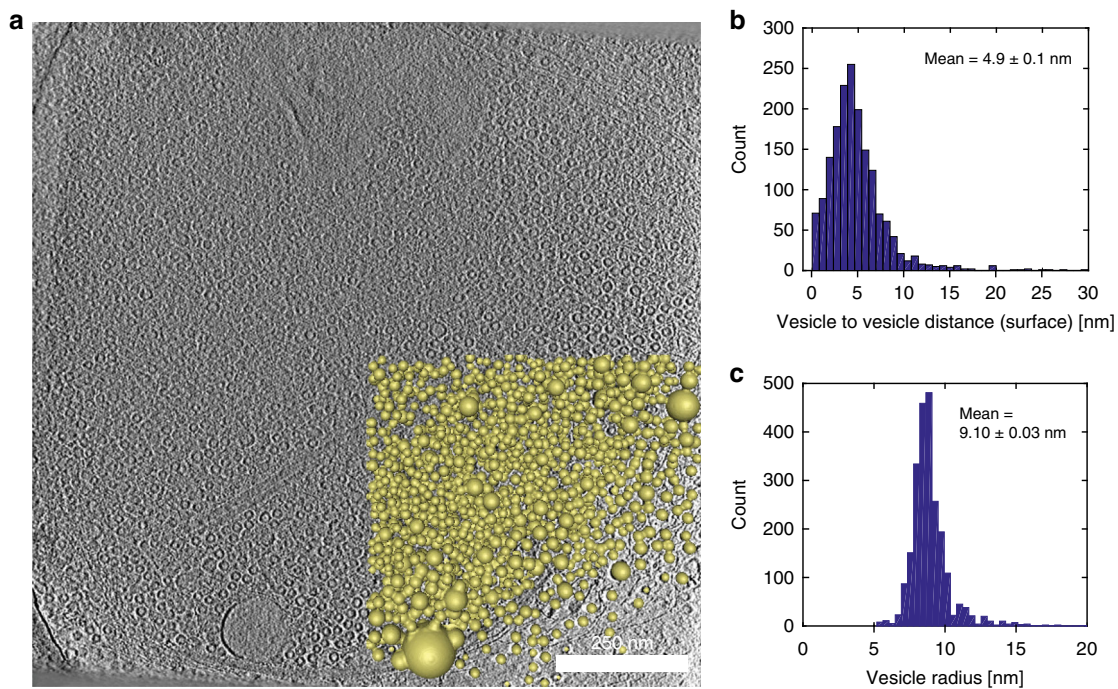 a
250 nm
b
Mean = 4.9 ± 0.1 nm
300
250
200
150
100
50
0
Count
0 5 10 15 20 25 30
Vesicle to vesicle distance (surface) [nm]
c
Mean =
9.10 ± 0.03 nm
500
400
300
200
100
0
Count
0 5 10 15 20
Vesicle radius [nm]